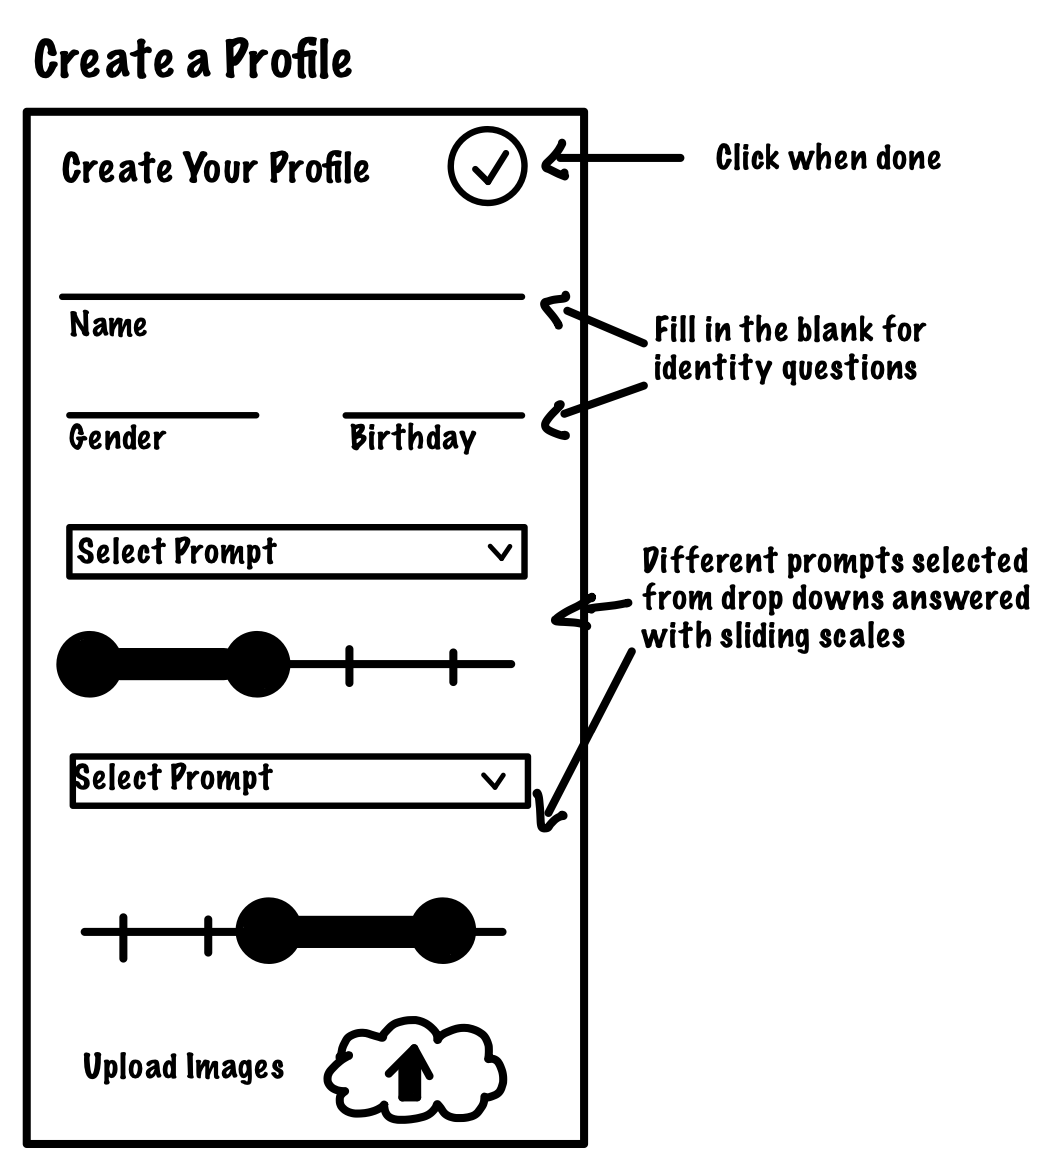 Create a Profile
Create Your Profile
Click when done
Name
Fill in the blank for
identity questions
Gender
Birthday
Select Prompt
Different prompts selected
from drop downs answered
with sliding scales
Select Prompt
Upload Images